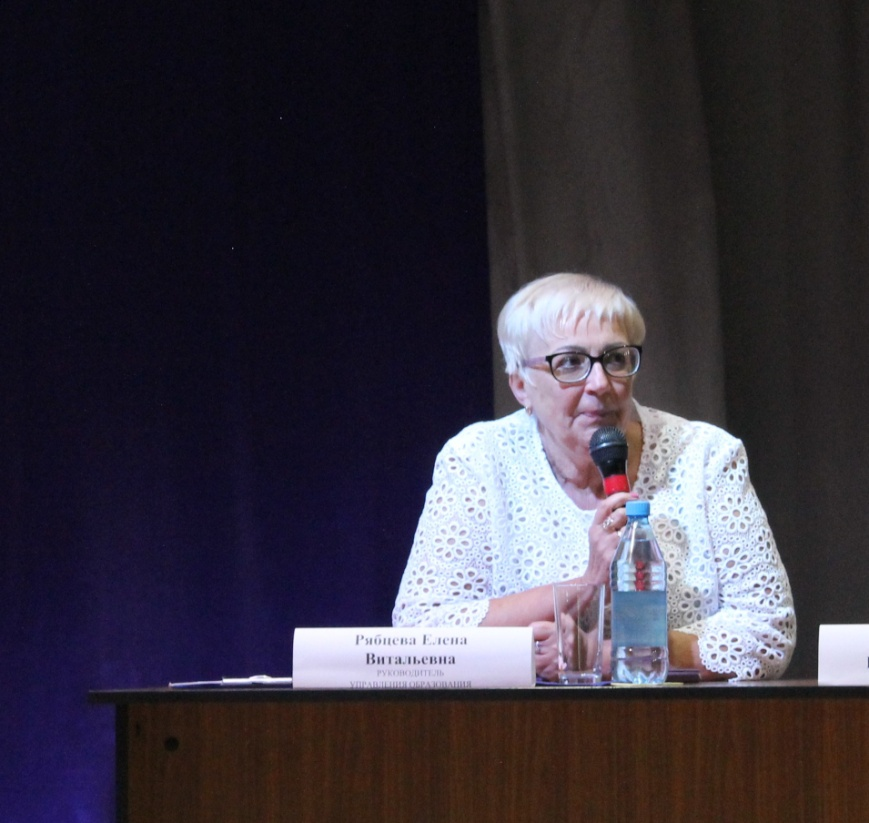 Рябцева Елена
Витальевна
РУКОВОДИТЕЛЬ
УПРАВЛЕНИЯ ОБРАЗОВАНИЯ